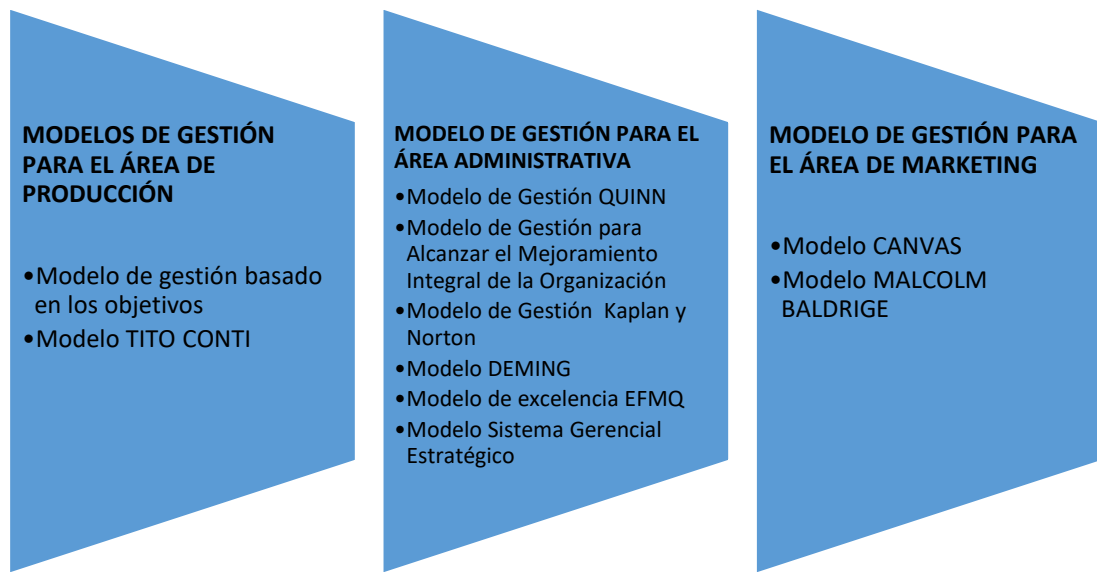 MODELOS DE GESTIÓN
PARA EL ÁREA DE
PRODUCCIÓN
•Modelo de gestión basado
en los objetivos
•Modelo TITO CONTI
MODELO DE GESTIÓN PARA EL
ÁREA ADMINISTRATIVA
•Modelo de Gestión QUINN
•Modelo de Gestión para
Alcanzar el Mejoramiento
Integral de la Organización
•Modelo de Gestión Kaplan y
Norton
•Modelo DEMING
•Modelo de excelencia EFMQ
•Modelo Sistema Gerencial
Estratégico
MODELO DE GESTIÓN PARA
EL ÁREA DE MARKETING
•Modelo CANVAS
•Modelo MALCOLM
BALDRIGE